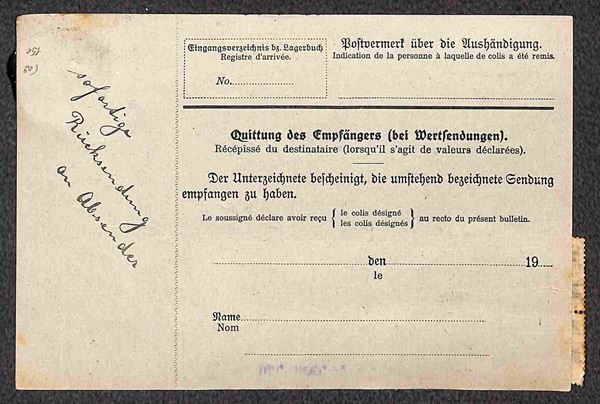 sofortige
Rücksendung
an Absender
Eingangsverzeichnis bz. Lagerbuch
Registre d'arrivée.
No.
Postvermerk über die Aushändigung.
Indication de la personne à laquelle de colis a été remis.
Quittung des Empfängers (bei Wertsendungen).
Récépissé du destinataire (lorsqu'il s'agit de valeurs déclarées).
Der Unterzeichnete bescheinigt, die umstehend bezeichnete Sendung
empfangen zu haben.
Le soussigné déclare avoir reçu { le colis désigné
les colis désignés } au recto du présent bulletin.
den 19
le
Name
Nom